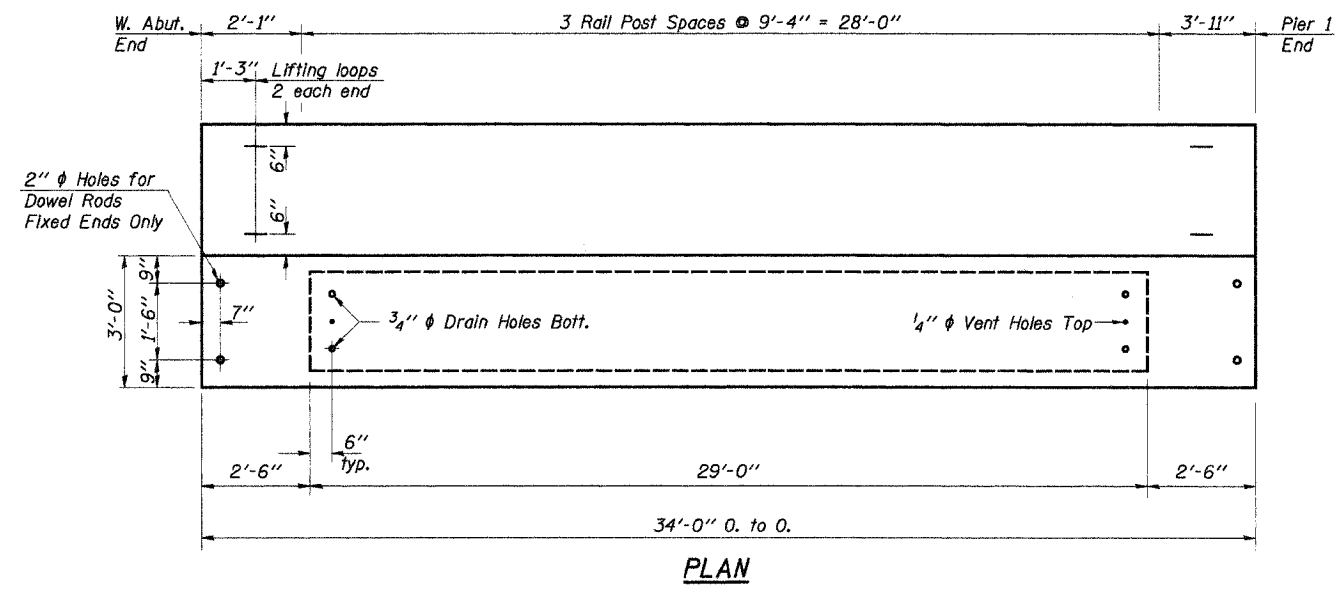 W. Abut.
End
2'-1"
3 Rail Post Spaces @ 9'-4" = 28'-0"
3'-11"
Pier 1
End
1'-3"
Lifting loops
2 each end
6"
6"
2" ϕ Holes for
Dowel Rods
Fixed Ends Only
3'-0"
9"
1'-6"
9"
7"
3/4" ϕ Drain Holes Bott.
1/4" ϕ Vent Holes Top
6"
typ.
2'-6"
29'-0"
2'-6"
34'-0" O. to O.
PLAN